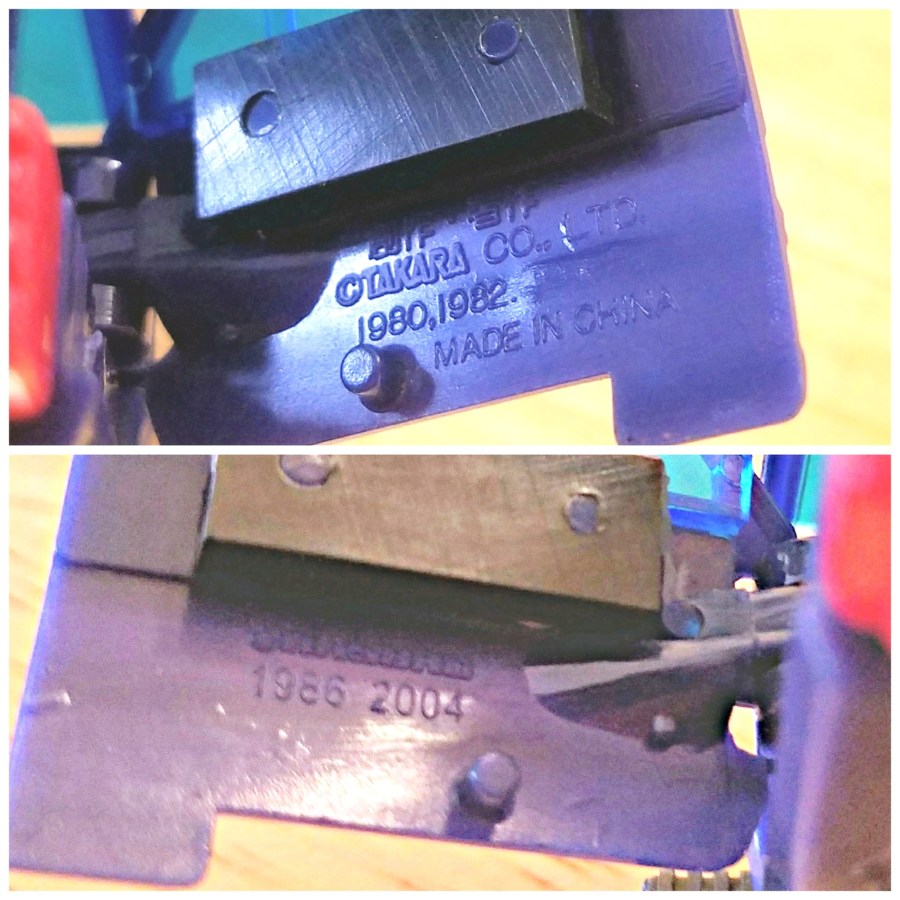 ©TAKARA CO., LTD.
1980,1982.
MADE IN CHINA
1986 2004